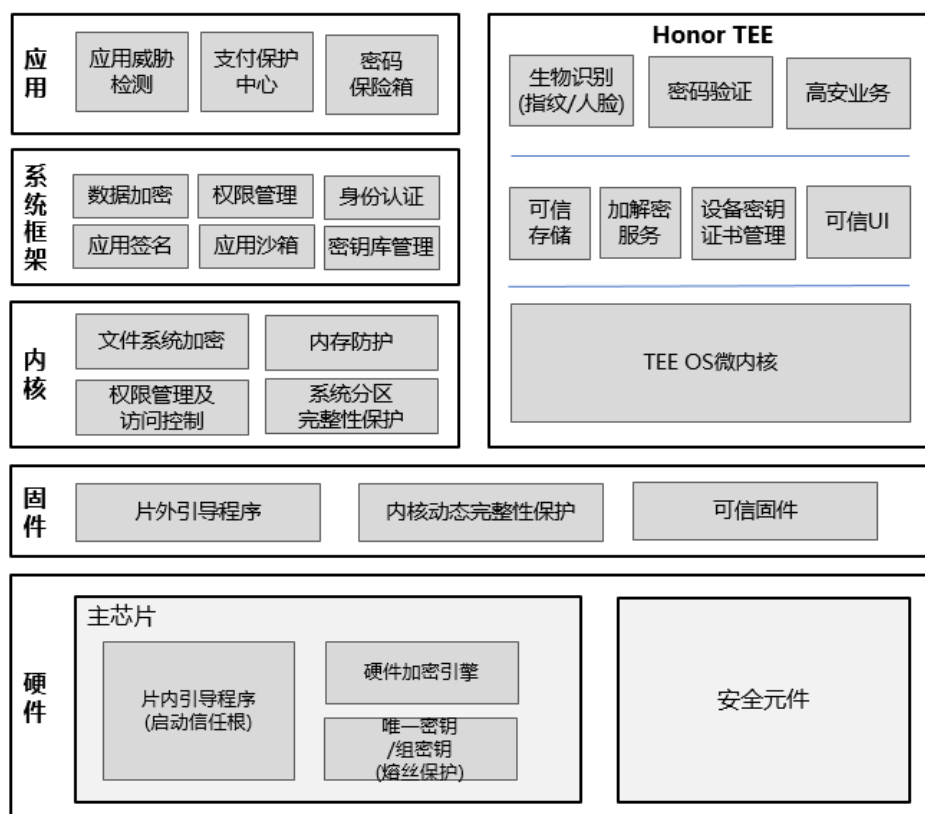 应用
应用威胁
检测
支付保护
中心
密码
保险箱
系统框架
数据加密
权限管理
身份认证
应用签名
应用沙箱
密钥库管理
内核
文件系统加密
内存防护
权限管理及
访问控制
系统分区
完整性保护
Honor TEE
生物识别
(指纹/人脸)
密码验证
高安业务
可信
存储
加解密
服务
设备密钥
证书管理
可信UI
TEE OS微内核
固件
片外引导程序
内核动态完整性保护
可信固件
硬件
主芯片
片内引导程序
(启动信任根)
硬件加密引擎
唯一密钥
/组密钥
(熔丝保护)
安全元件